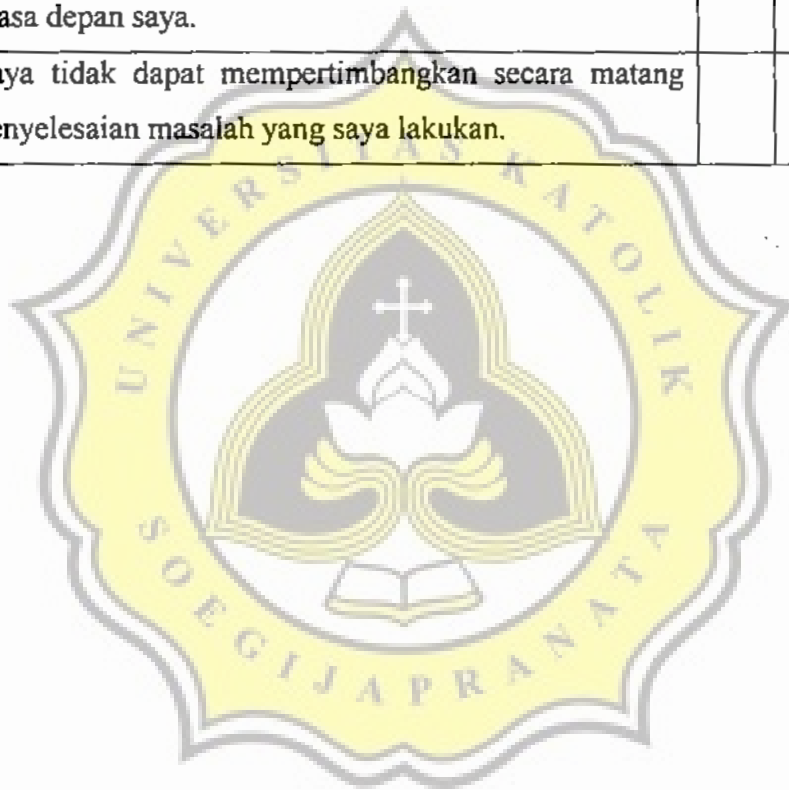 asa depan saya.
aya tidak dapat mempertimbangkan secara matang
enyelesaian masalah yang saya lakukan.
UNIVERSITAS KATOLIK
SOEGIJAPRANATA